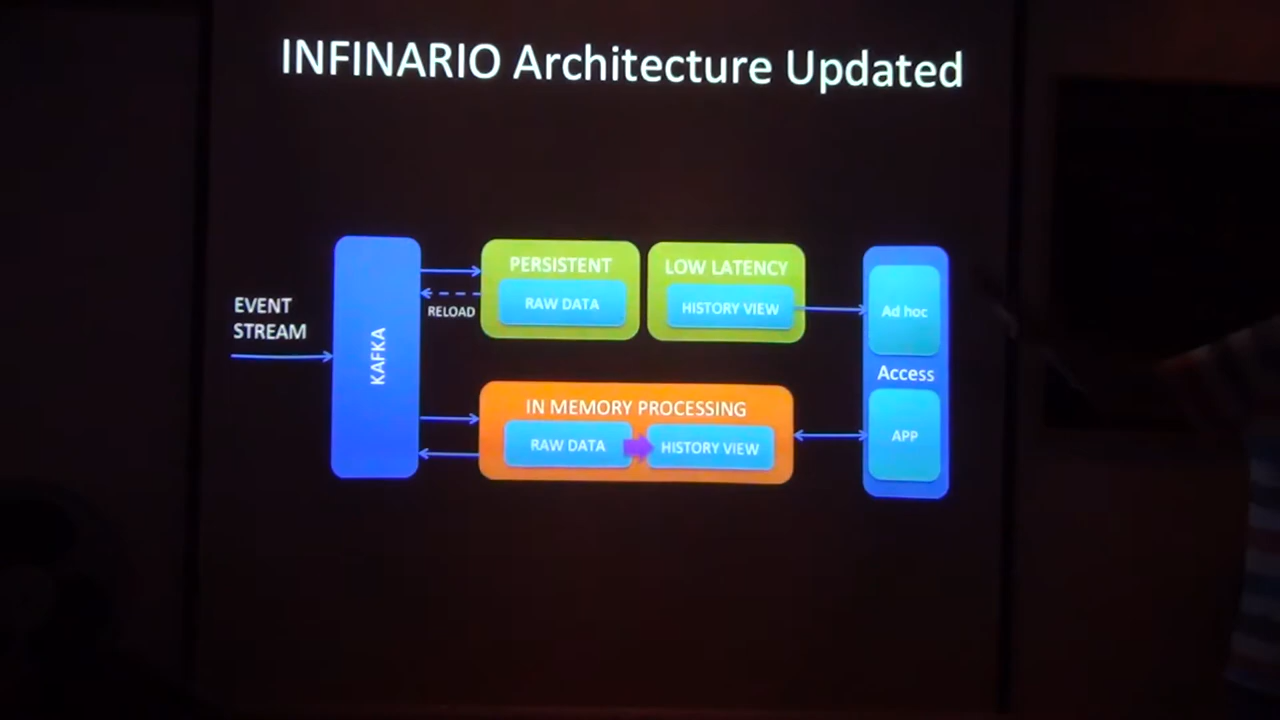 INFINARIO Architecture Updated
EVENT
STREAM
KAFKA
RELOAD
PERSISTENT
RAW DATA
LOW LATENCY
HISTORY VIEW
IN MEMORY PROCESSING
RAW DATA
HISTORY VIEW
Ad hoc
Access
APP